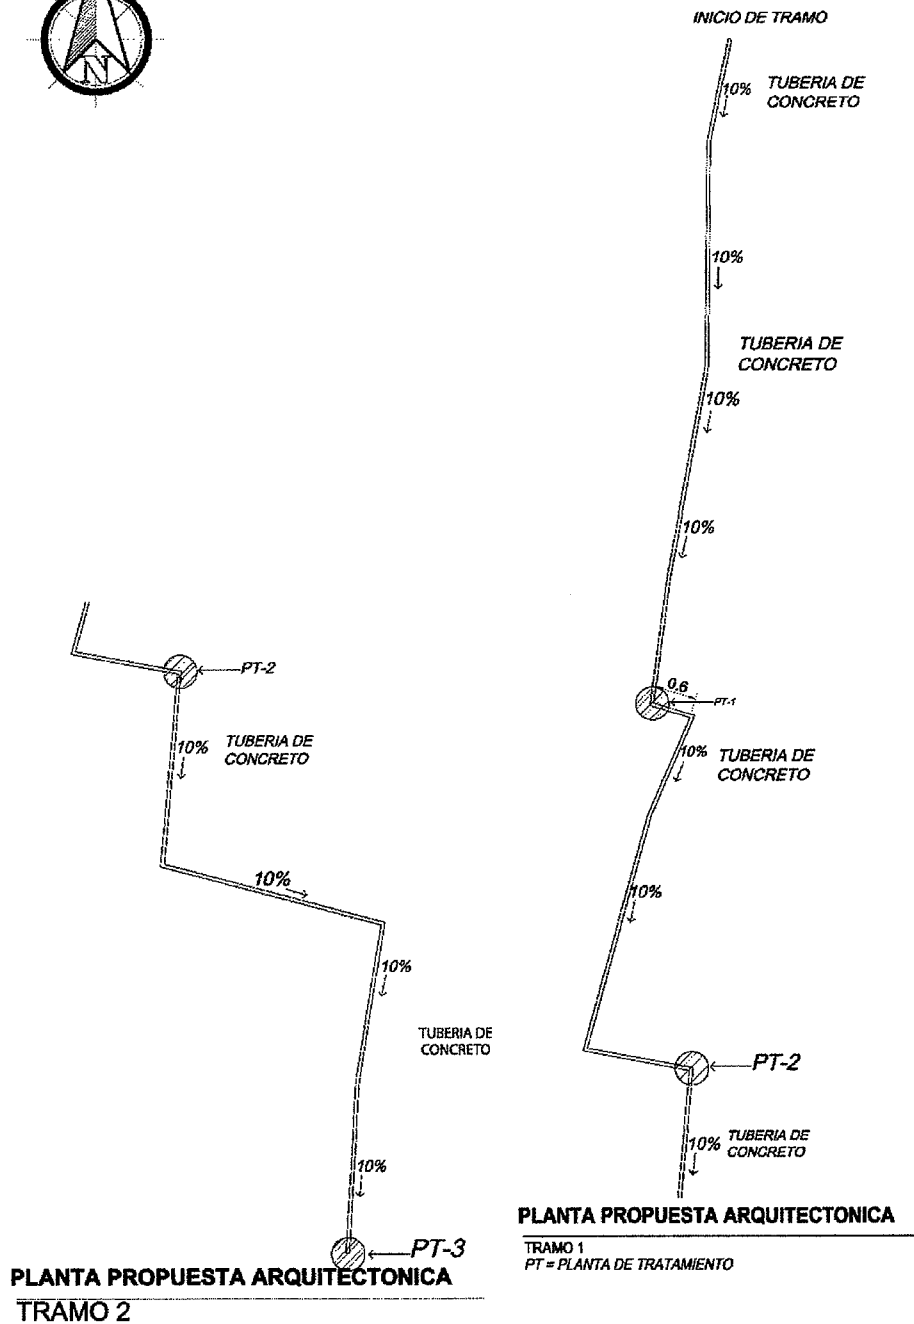 N
INICIO DE TRAMO
10%
TUBERIA DE
CONCRETO
10%
TUBERIA DE
CONCRETO
10%
10%
0.6
PT-1
10%
TUBERIA DE
CONCRETO
10%
PT-2
10%
TUBERIA DE
CONCRETO
PLANTA PROPUESTA ARQUITECTONICA
TRAMO 1
PT = PLANTA DE TRATAMIENTO
PT-2
10%
TUBERIA DE
CONCRETO
10%
10%
TUBERIA DE
CONCRETO
10%
PT-3
PLANTA PROPUESTA ARQUITECTONICA
TRAMO 2